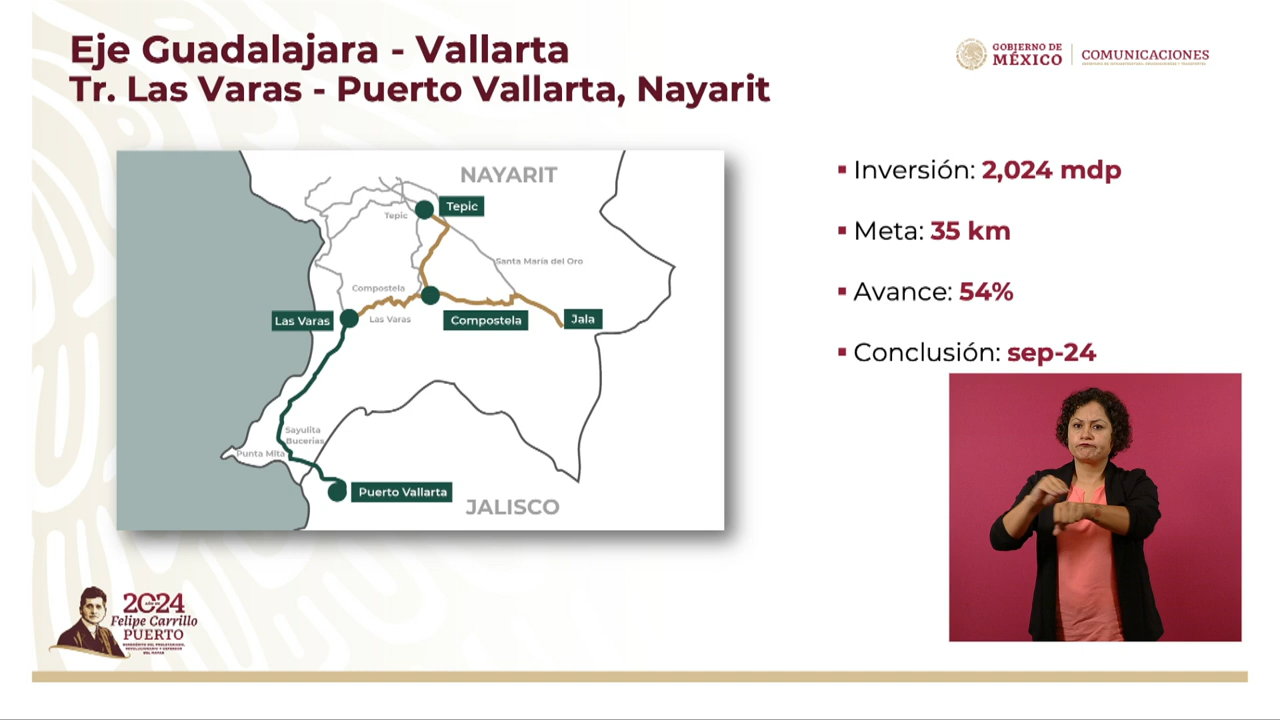 Eje Guadalajara - Vallarta
Tr. Las Varas - Puerto Vallarta, Nayarit
GOBIERNO DE
MÉXICO
COMUNICACIONES
NAYARIT
Tepic
Tepic
Santa María del Oro
Compostela
Las Varas
Las Varas
Compostela
Jala
Sayulita
Bucerias
Punta Mita
Puerto Vallarta
JALISCO
▪ Inversión: 2,024 mdp
▪ Meta: 35 km
▪ Avance: 54%
▪ Conclusión: sep-24
2024
Felipe Carrillo
PUERTO